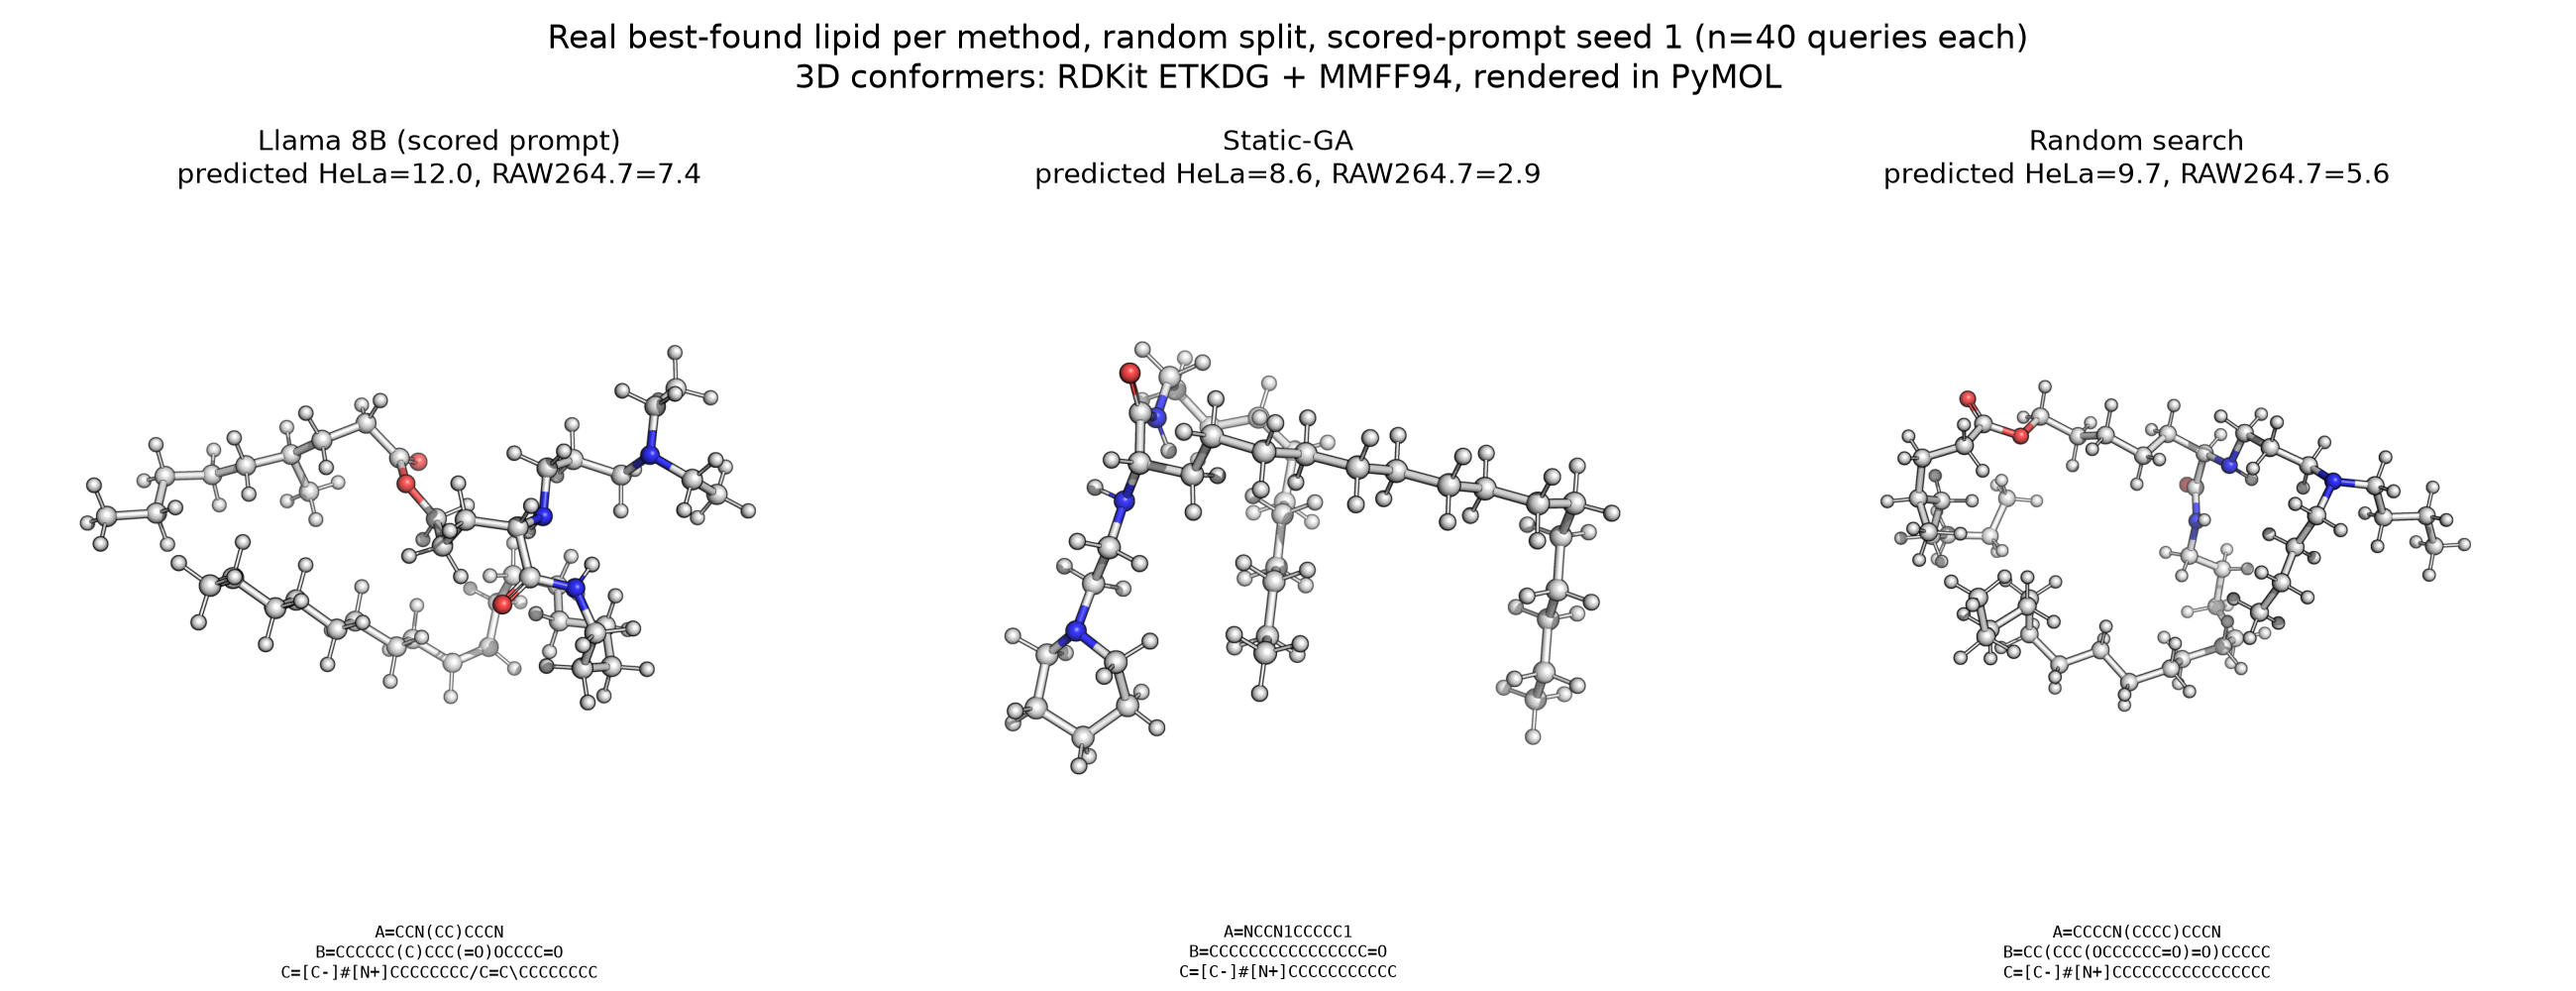 Real best-found lipid per method, random split, scored-prompt seed 1 (n=40 queries each)
3D conformers: RDKit ETKDG + MMFF94, rendered in PyMOL
Llama 8B (scored prompt)
predicted HeLa=12.0, RAW264.7=7.4
Static-GA
predicted HeLa=8.6, RAW264.7=2.9
Random search
predicted HeLa=9.7, RAW264.7=5.6
A=CCN(CC)CCCN
B=CCCCCC(C)CCC(=O)OCCCC=O
C=[C-]#[N+]CCCCCCCC/C=C\CCCCCCCC
A=NCCN1CCCCC1
B=CCCCCCCCCCCCCCCC=O
C=[C-]#[N+]CCCCCCCCCCC
A=CCCCN(CCCC)CCCN
B=CC(CCC(OCCCCCC=O)=O)CCCCC
C=[C-]#[N+]CCCCCCCCCCCCCCCC